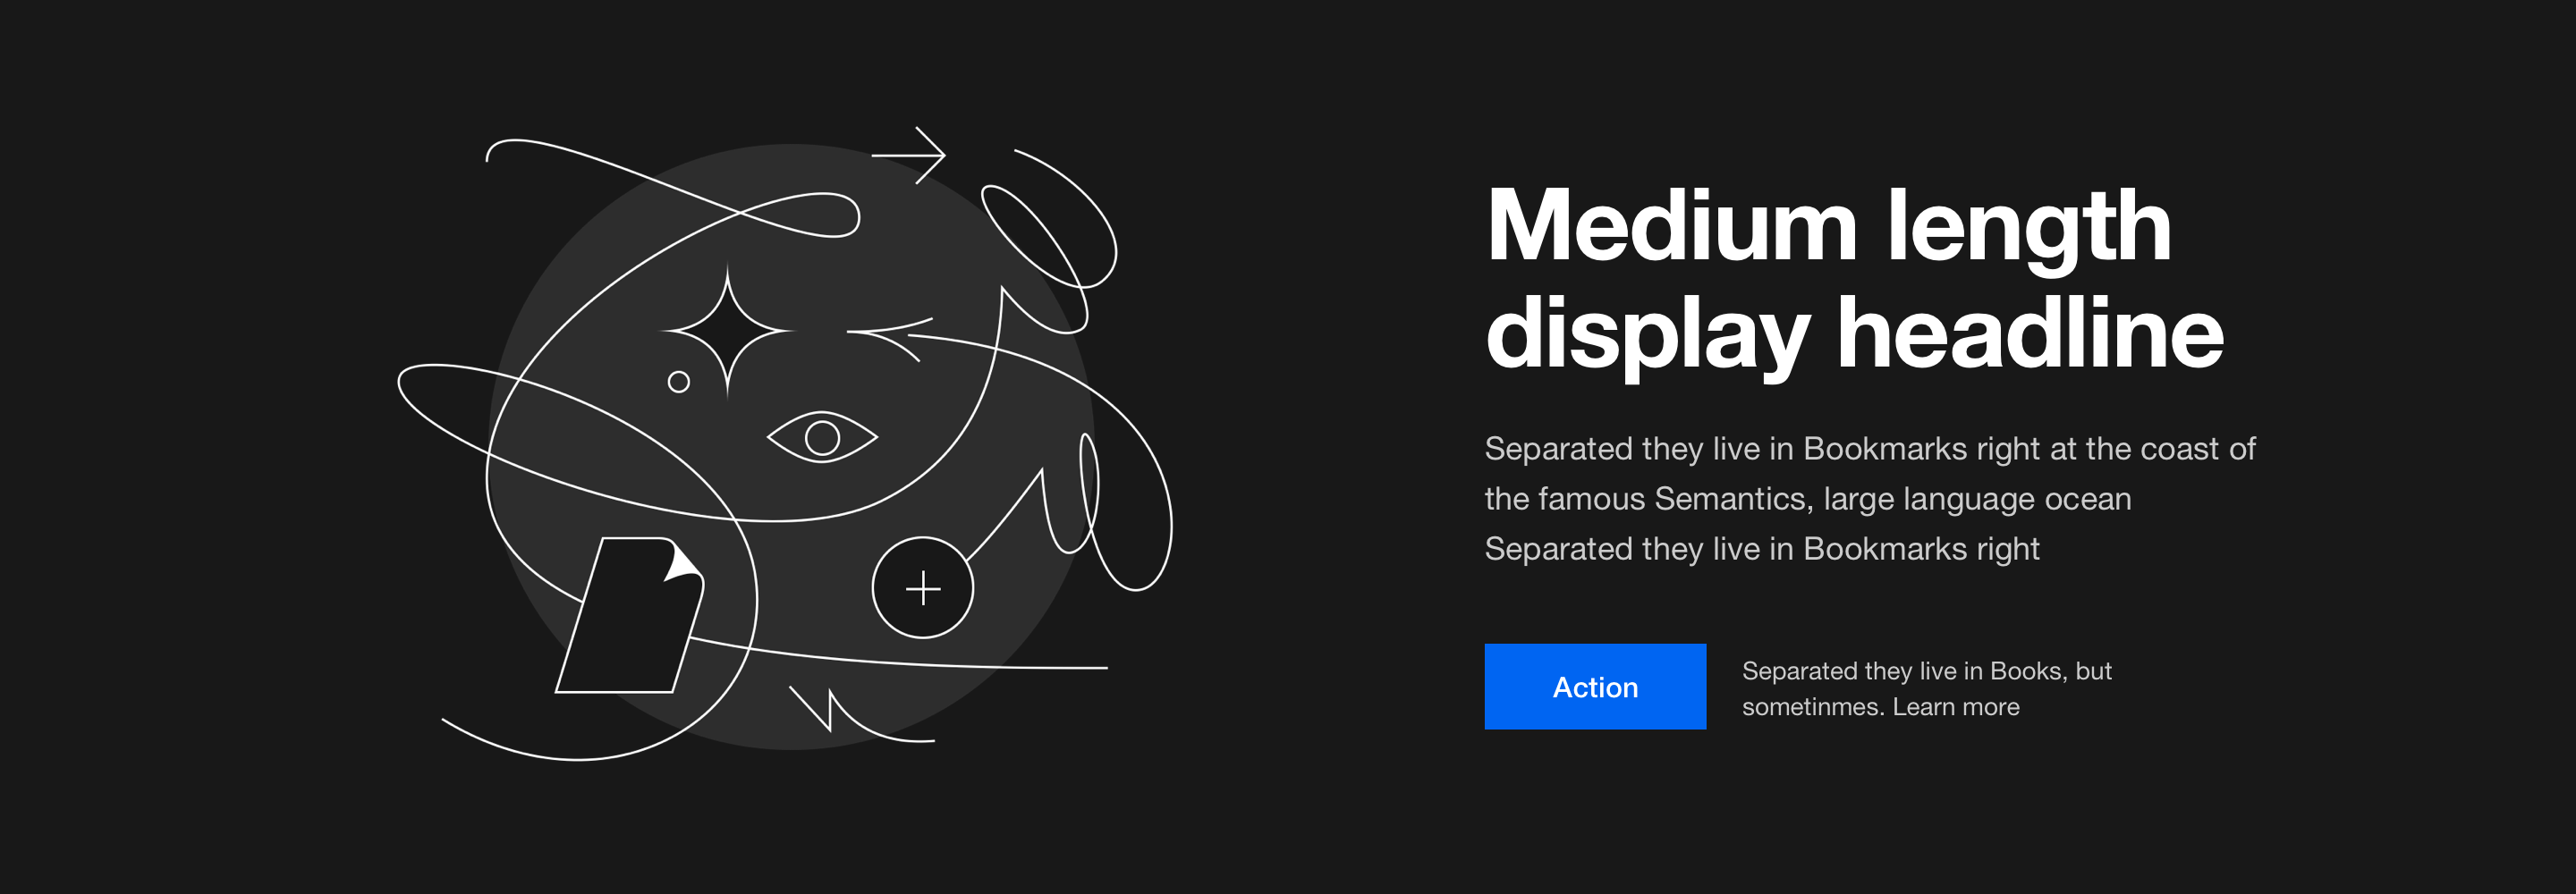 Medium length
display headline
Separated they live in Bookmarks right at the coast of
the famous Semantics, large language ocean
Separated they live in Bookmarks right
Action
Separated they live in Books, but
sometinmes. Learn more